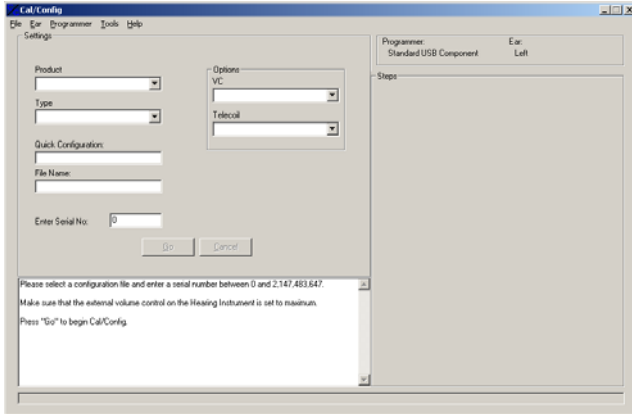 Cal/Config
File Ear Programmer Tools Help
Settings
Product
Type
Quick Configuration:
File Name:
Enter Serial No: 0
Options
VC
Telecoil
Go Cancel
Programmer: Ear:
Standard USB Component Left
Steps
Please select a configuration file and enter a serial number between 0 and 2,147,483,647.
Make sure that the external volume control on the Hearing Instrument is set to maximum.
Press "Go" to begin Cal/Config.